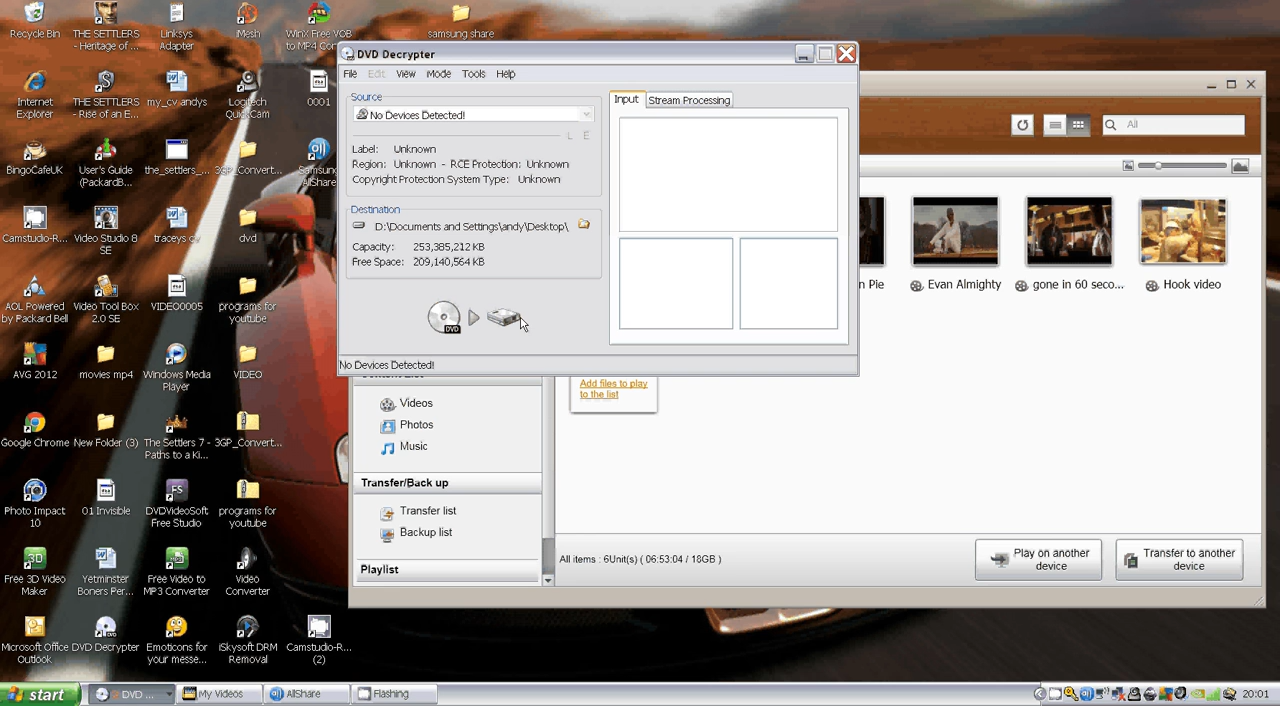 Recycle Bin
THE SETTLERS
- Heritage of ...
Linksys
Adapter
iMesh
WinX Free VOB
to MP4 Con
samsung share
Internet
Explorer
THE SETTLERS
- Rise of an E...
my_cv andys
Logitech
QuickCam
0001
BingoCafeUK
User's Guide
(PackardB...
the_settlers_...
3GP_Convert
Samsu
AllShare
Camstudio-R...
Video Studio 8
SE
traceys cv
dvd
AOL Powered
by Packard Bell
Video Tool Box
2.0 SE
VIDEO0005
programs for
youtube
AVG 2012
movies mp4
Windows Media
Player
VIDEO
Google Chrome
New Folder (3)
The Settlers 7 -
Paths to a Ki...
3GP_Convert...
Photo Impact
10
01 Invisible
DVDVideoSoft
Free Studio
programs for
youtube
Free 3D Video
Maker
Yetminster
Boners Per...
Free Video to
MP3 Converter
Video
Converter
Microsoft Office
Outlook
DVD Decrypter
Emoticons for
your messe...
iSkysoft DRM
Removal
Camstudio-R...
(2)
DVD Decrypter
File Edit View Mode Tools Help
Source
No Devices Detected!
L E
Label: Unknown
Region: Unknown - RCE Protection: Unknown
Copyright Protection System Type: Unknown
Destination
D:\Documents and Settings\andy\Desktop\
Capacity: 253,385,212 KB
Free Space: 209,140,564 KB
DVD
Input Stream Processing
No Devices Detected!
All
n Pie
Evan Almighty
gone in 60 seco...
Hook video
Add files to play
to the list
Videos
Photos
Music
Transfer/Back up
Transfer list
Backup list
Playlist
All items : 6Unit(s) ( 06:53:04 / 18GB )
Play on another
device
Transfer to another
device
start
DVD ...
My Videos
AllShare
Flashing
20:01